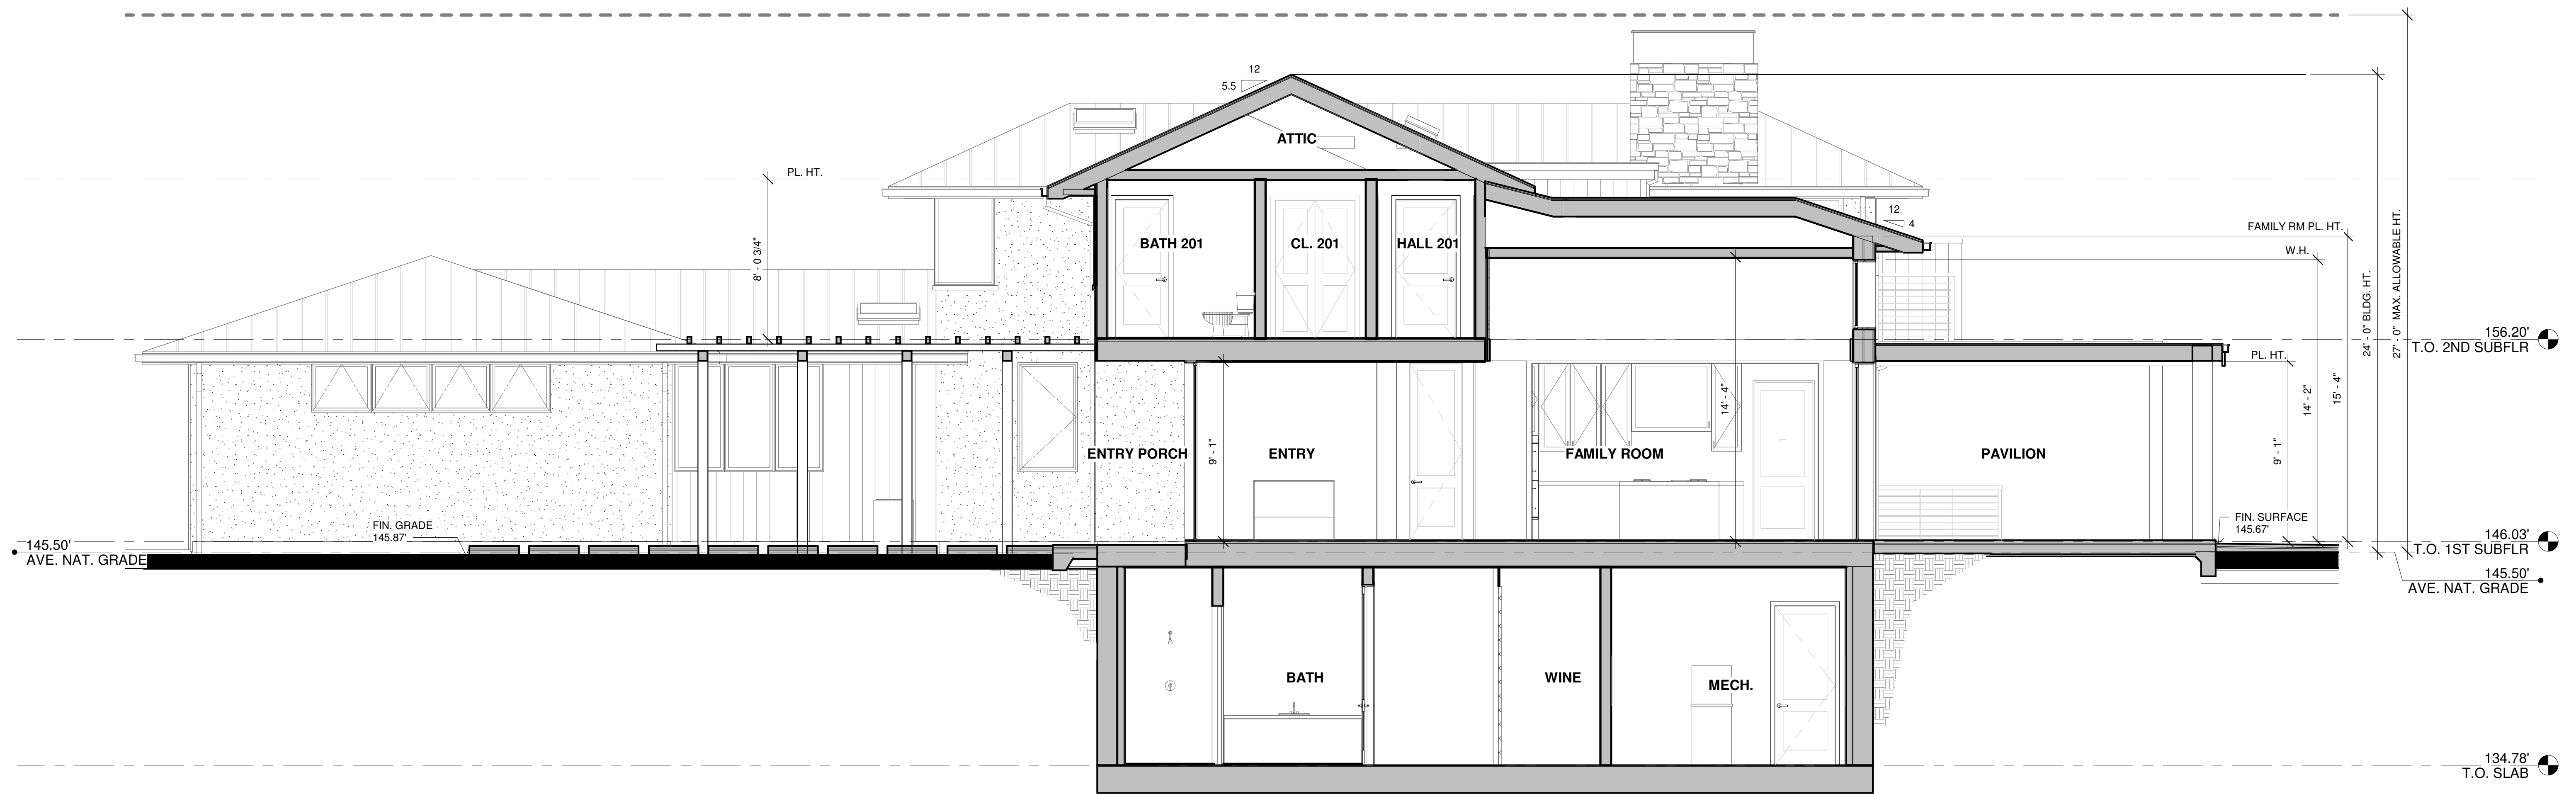 12
5.5
ATTIC
PL. HT.
8' - 0 3/4"
BATH 201
CL. 201
HALL 201
12
4
FAMILY RM PL. HT.
W.H.
24' - 0" BLDG. HT.
27' - 0" MAX. ALLOWABLE HT.
156.20'
T.O. 2ND SUBFLR
PL. HT.
14' - 4"
14' - 2"
15' - 4"
9' - 1"
9' - 1"
ENTRY PORCH
ENTRY
FAMILY ROOM
PAVILION
FIN. GRADE
145.87'
FIN. SURFACE
145.67'
145.50'
AVE. NAT. GRADE
146.03'
T.O. 1ST SUBFLR
145.50'
AVE. NAT. GRADE
BATH
WINE
MECH.
134.78'
T.O. SLAB